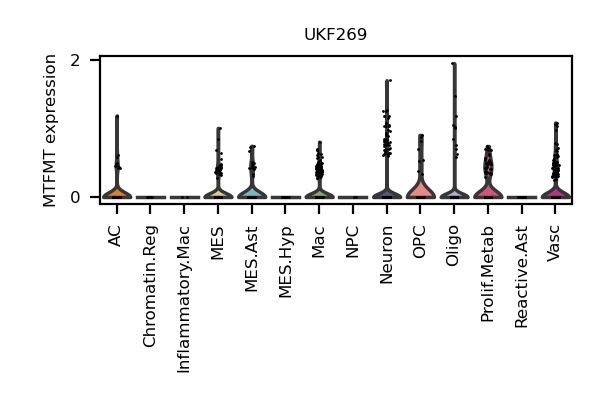 UKF269
MTFMT expression
2
0
AC
Chromatin.Reg
Inflammatory.Mac
MES
MES.Ast
MES.Hyp
Mac
NPC
Neuron
OPC
Oligo
Prolif.Metab
Reactive.Ast
Vasc